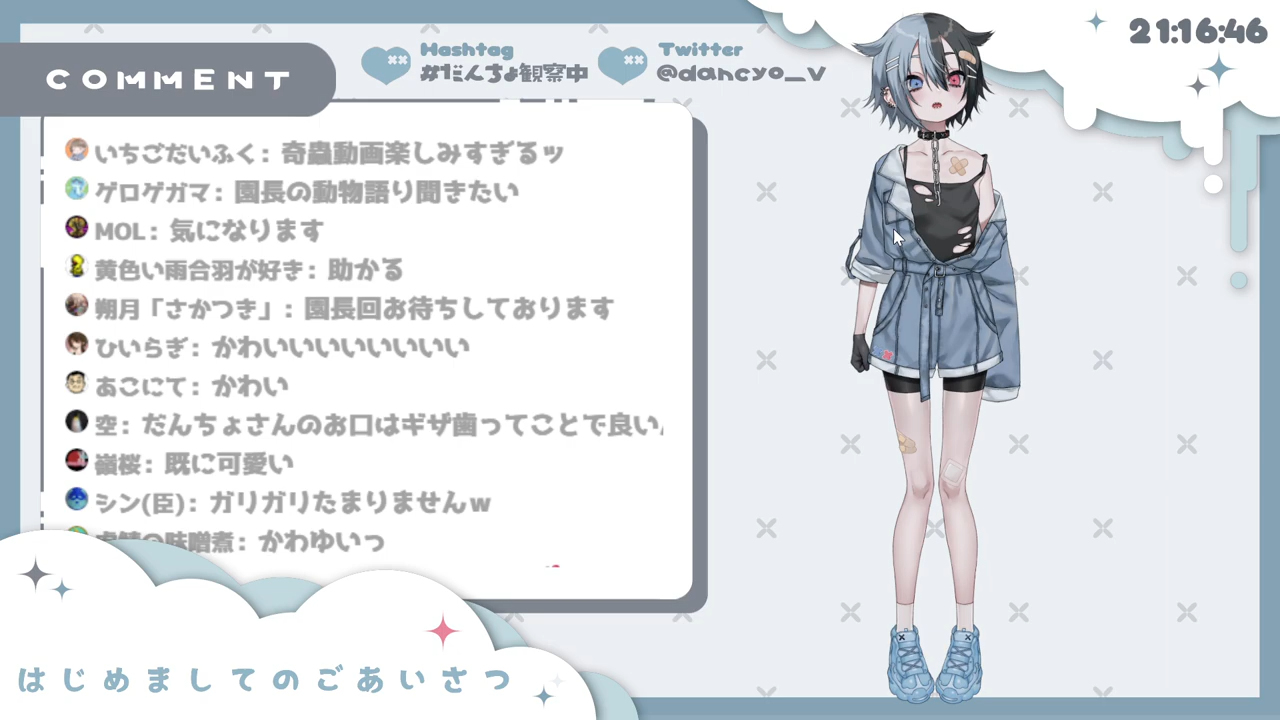 COMMENT
Hashtag
#だんちょ観察中
Twitter
@dancyo_v
21:16:46
いちごだいふく: 奇蟲動画楽しみすぎるッ
ゲロゲガマ: 園長の動物語り聞きたい
MOL: 気になります
黄色い雨合羽が好き: 助かる
朔月「さかつき」: 園長回お待ちしております
ひいらぎ: かわいいいいいいいい
あこにて: かわい
空: だんちょさんのお口はギザ歯ってことで良い
嶺桜: 既に可愛い
シン(臣): ガリガリたまりませんw
の味噌煮: かわゆいっ
はじめましてのごあいさつ